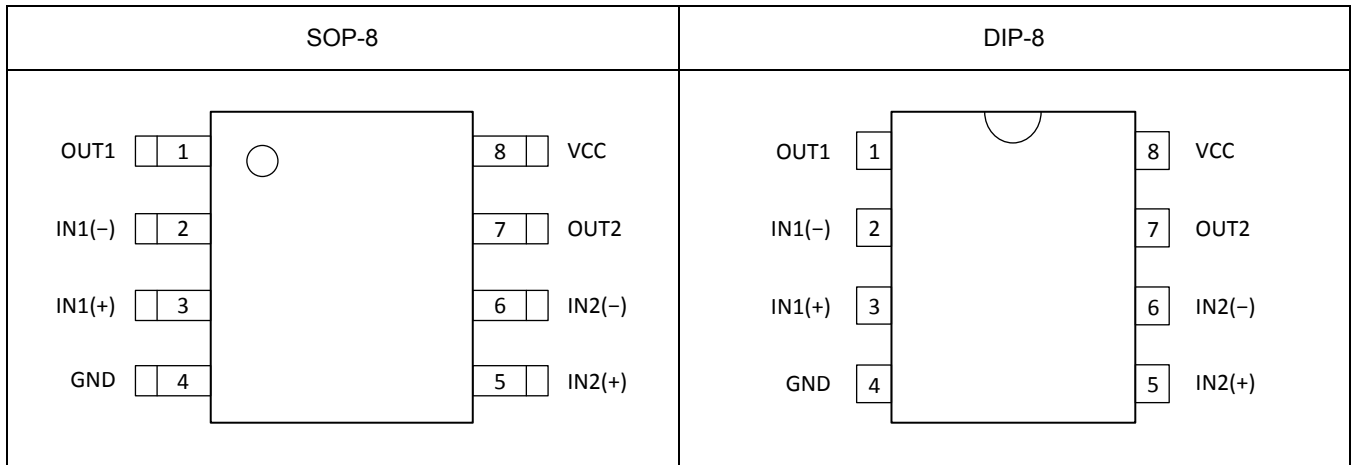 SOP-8
DIP-8
OUT1 1 8 VCC
IN1(−) 2 7 OUT2
IN1(+) 3 6 IN2(−)
GND 4 5 IN2(+)
OUT1 1 8 VCC
IN1(−) 2 7 OUT2
IN1(+) 3 6 IN2(−)
GND 4 5 IN2(+)